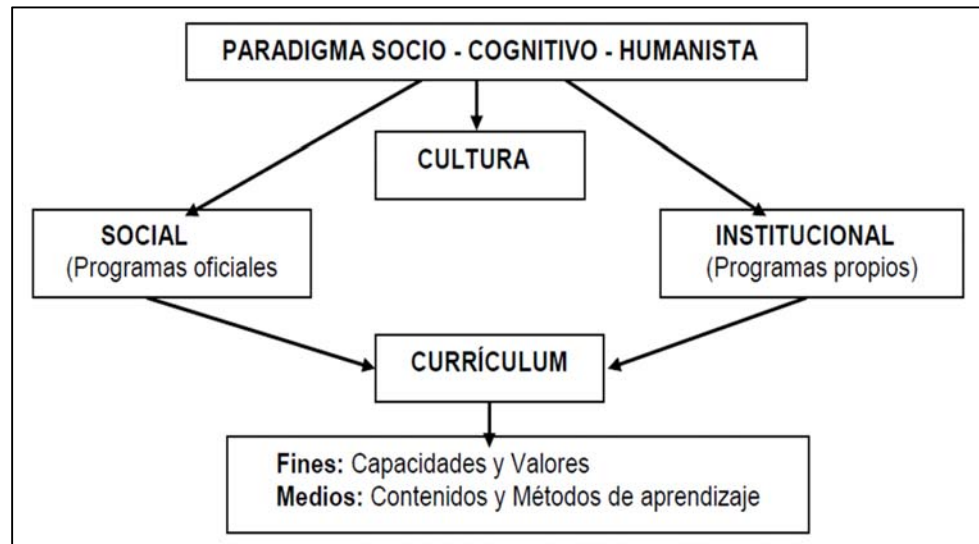 PARADIGMA SOCIO - COGNITIVO - HUMANISTA
CULTURA
SOCIAL
(Programas oficiales
INSTITUCIONAL
(Programas propios)
CURRÍCULUM
Fines: Capacidades y Valores
Medios: Contenidos y Métodos de aprendizaje